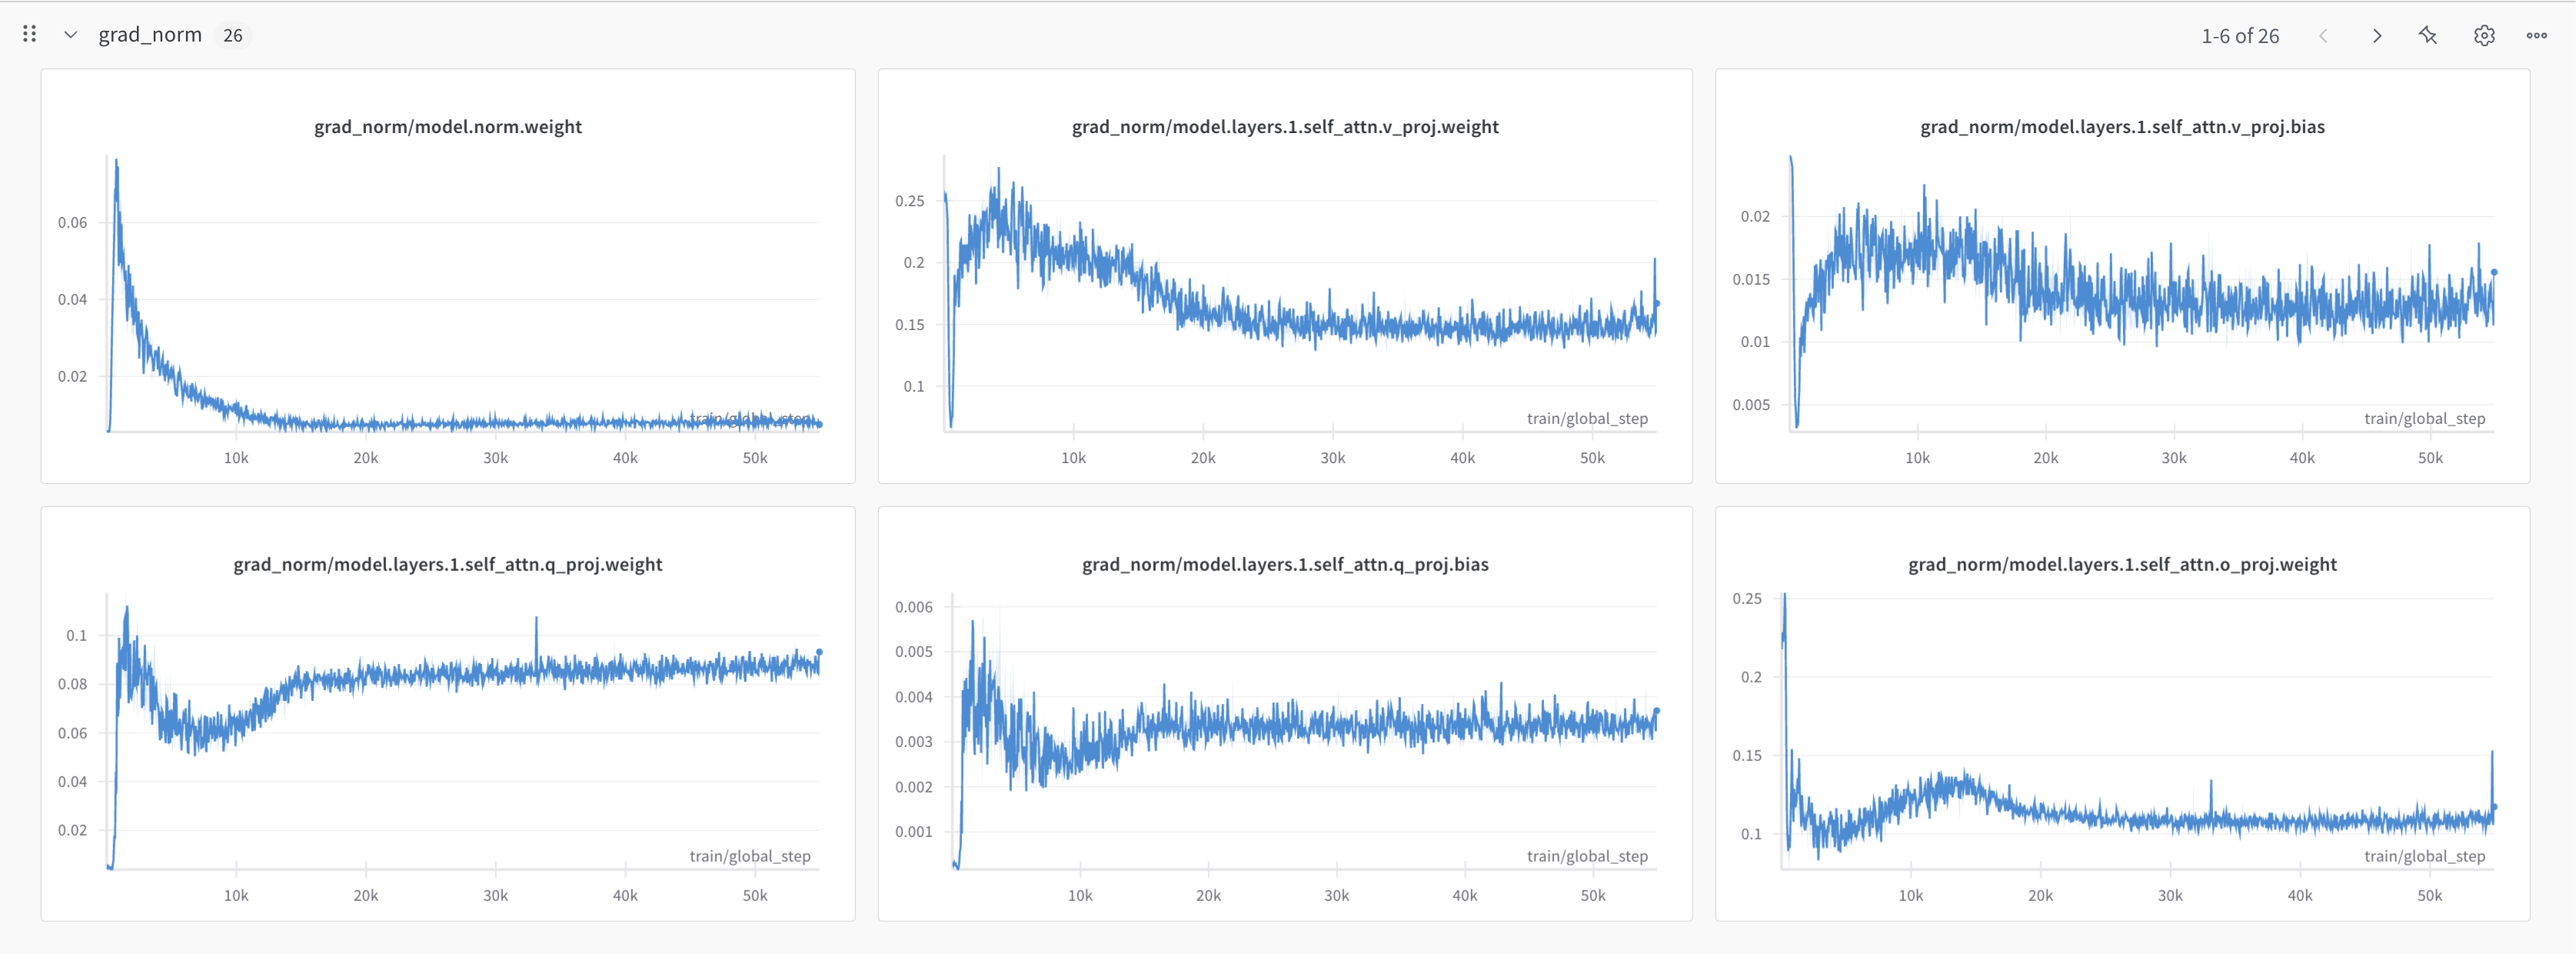 grad_norm 26
1-6 of 26
grad_norm/model.norm.weight
0.06
0.04
0.02
train/global_step
10k 20k 30k 40k 50k
grad_norm/model.layers.1.self_attn.v_proj.weight
0.25
0.2
0.15
0.1
train/global_step
10k 20k 30k 40k 50k
grad_norm/model.layers.1.self_attn.v_proj.bias
0.02
0.015
0.01
0.005
train/global_step
10k 20k 30k 40k 50k
grad_norm/model.layers.1.self_attn.q_proj.weight
0.1
0.08
0.06
0.04
0.02
train/global_step
10k 20k 30k 40k 50k
grad_norm/model.layers.1.self_attn.q_proj.bias
0.006
0.005
0.004
0.003
0.002
0.001
train/global_step
10k 20k 30k 40k 50k
grad_norm/model.layers.1.self_attn.o_proj.weight
0.25
0.2
0.15
0.1
train/global_step
10k 20k 30k 40k 50k